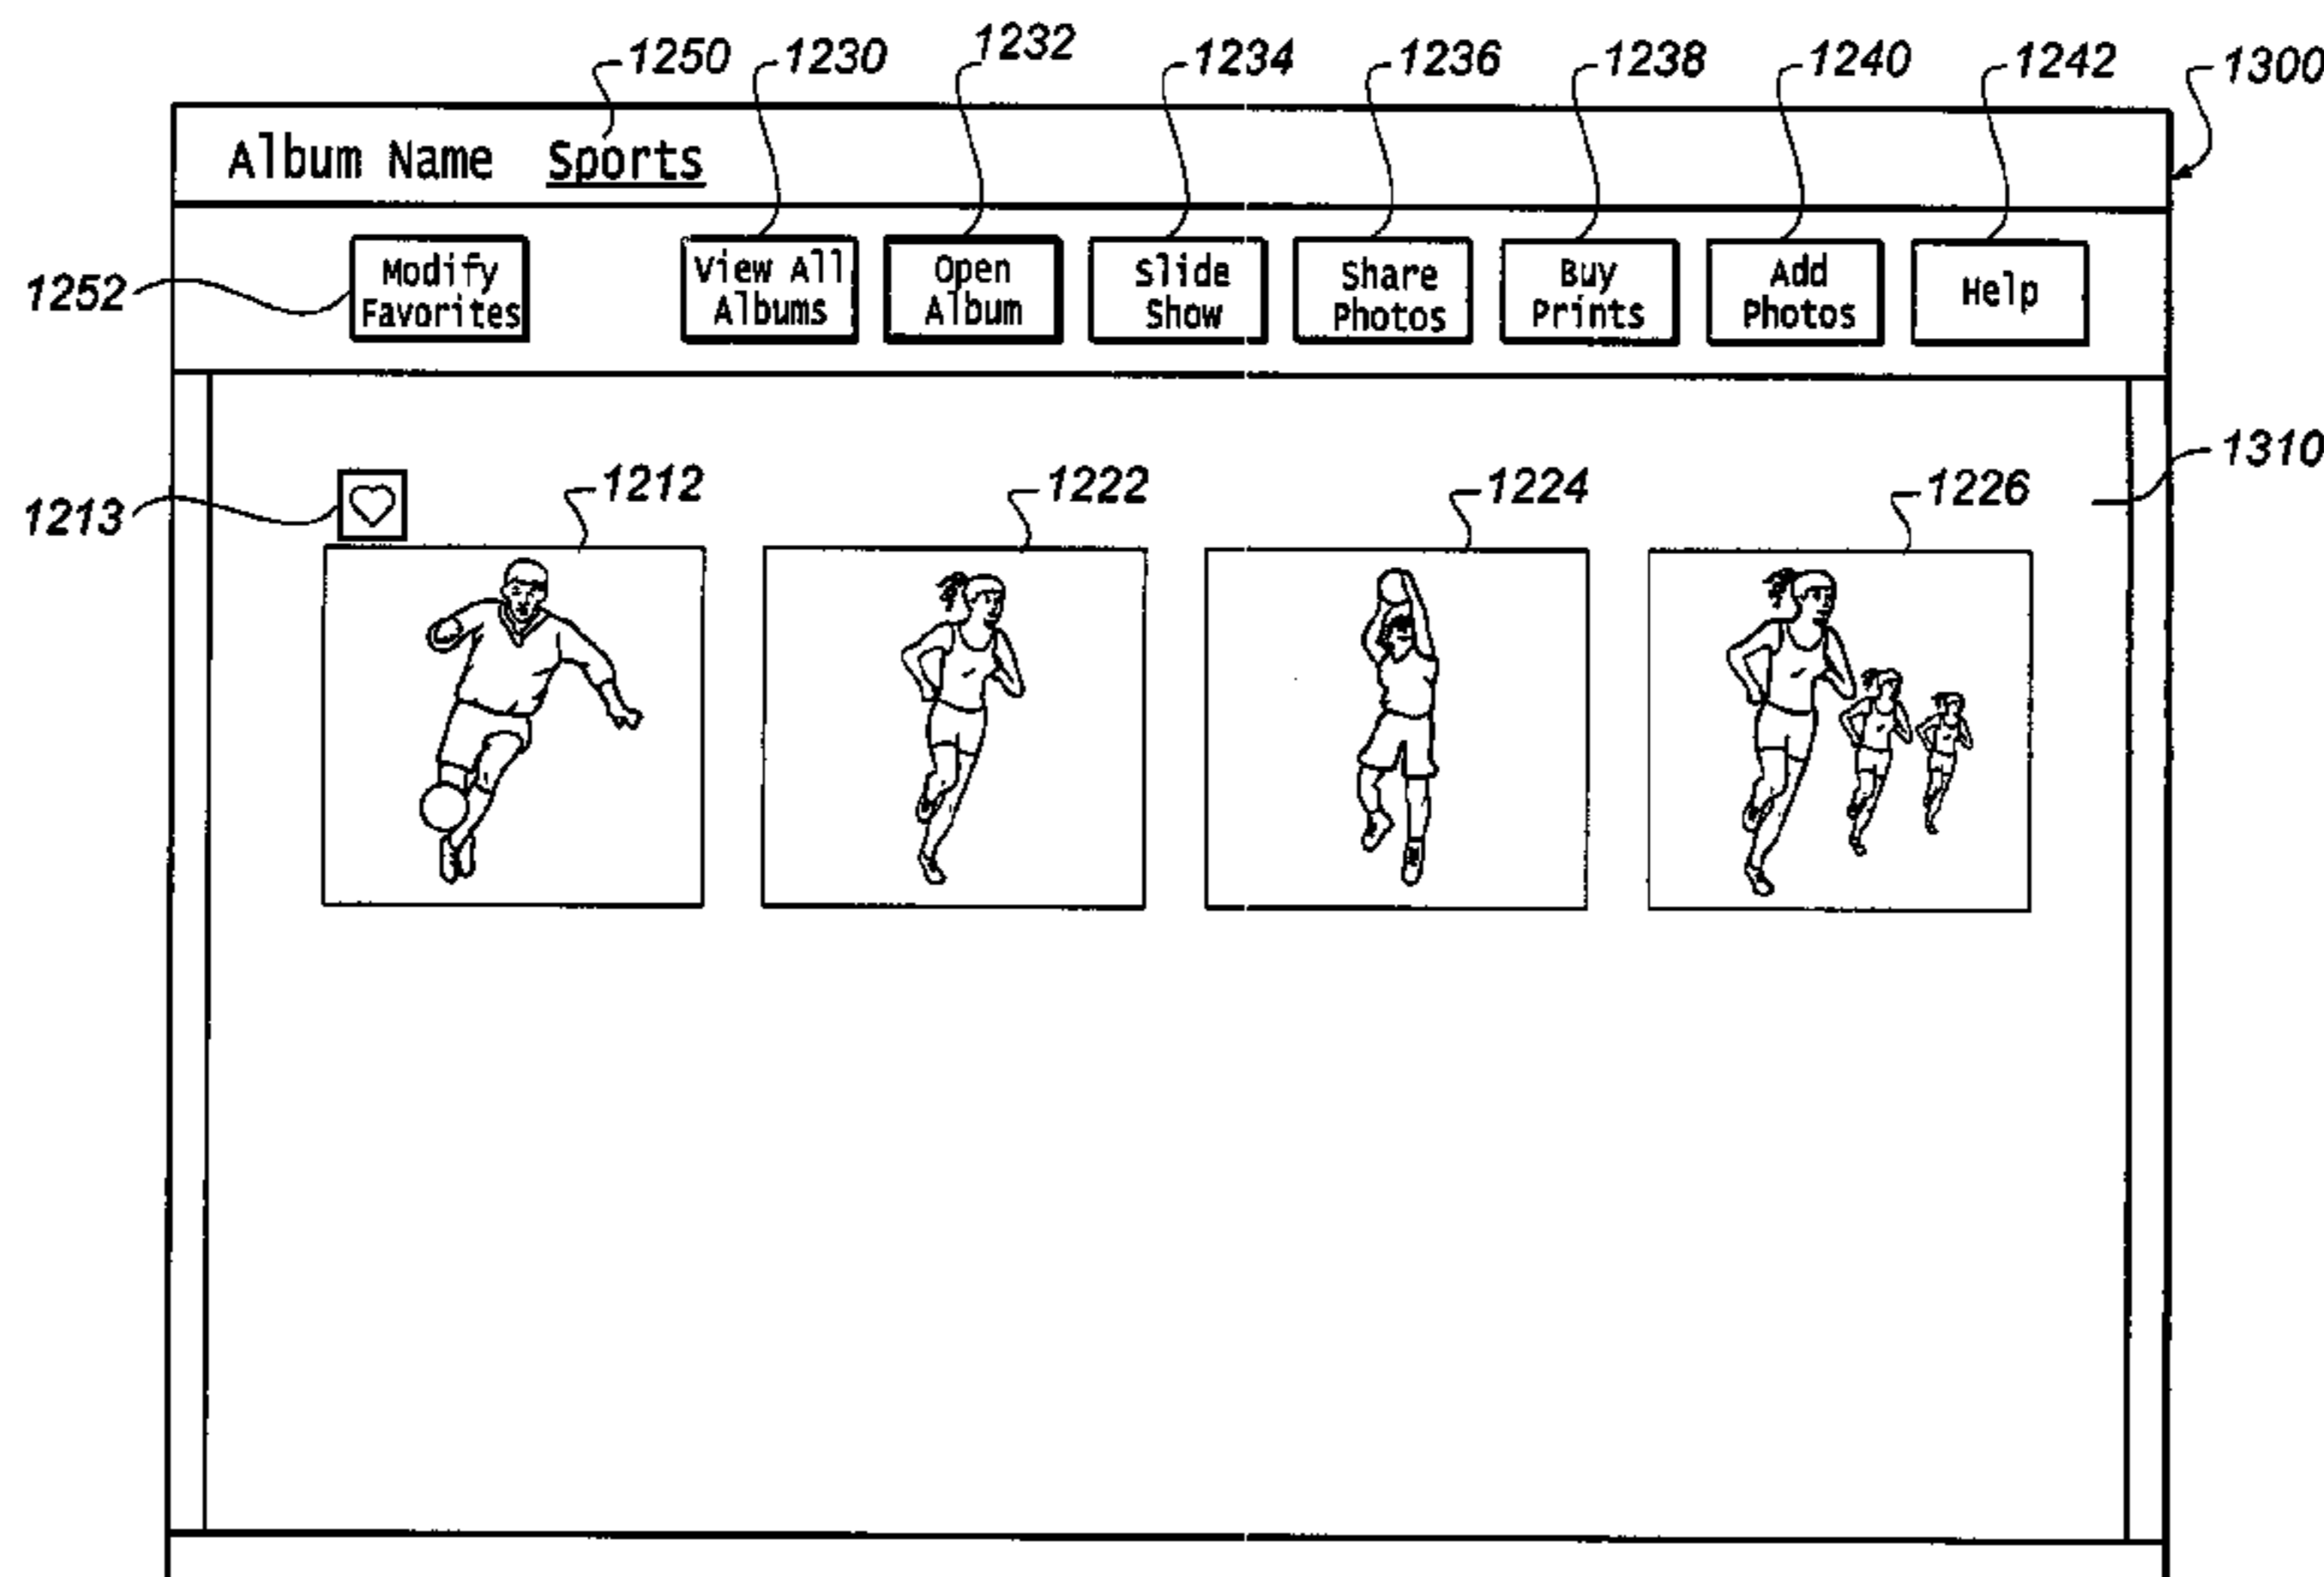 1250 1230 1232 1234 1236 1238 1240 1242 1300
Album Name Sports
1252
Modify
Favorites
View All
Albums
Open
Album
Slide
Show
Share
Photos
Buy
Prints
Add
Photos
Help
1310
1213
1212 1222 1224 1226